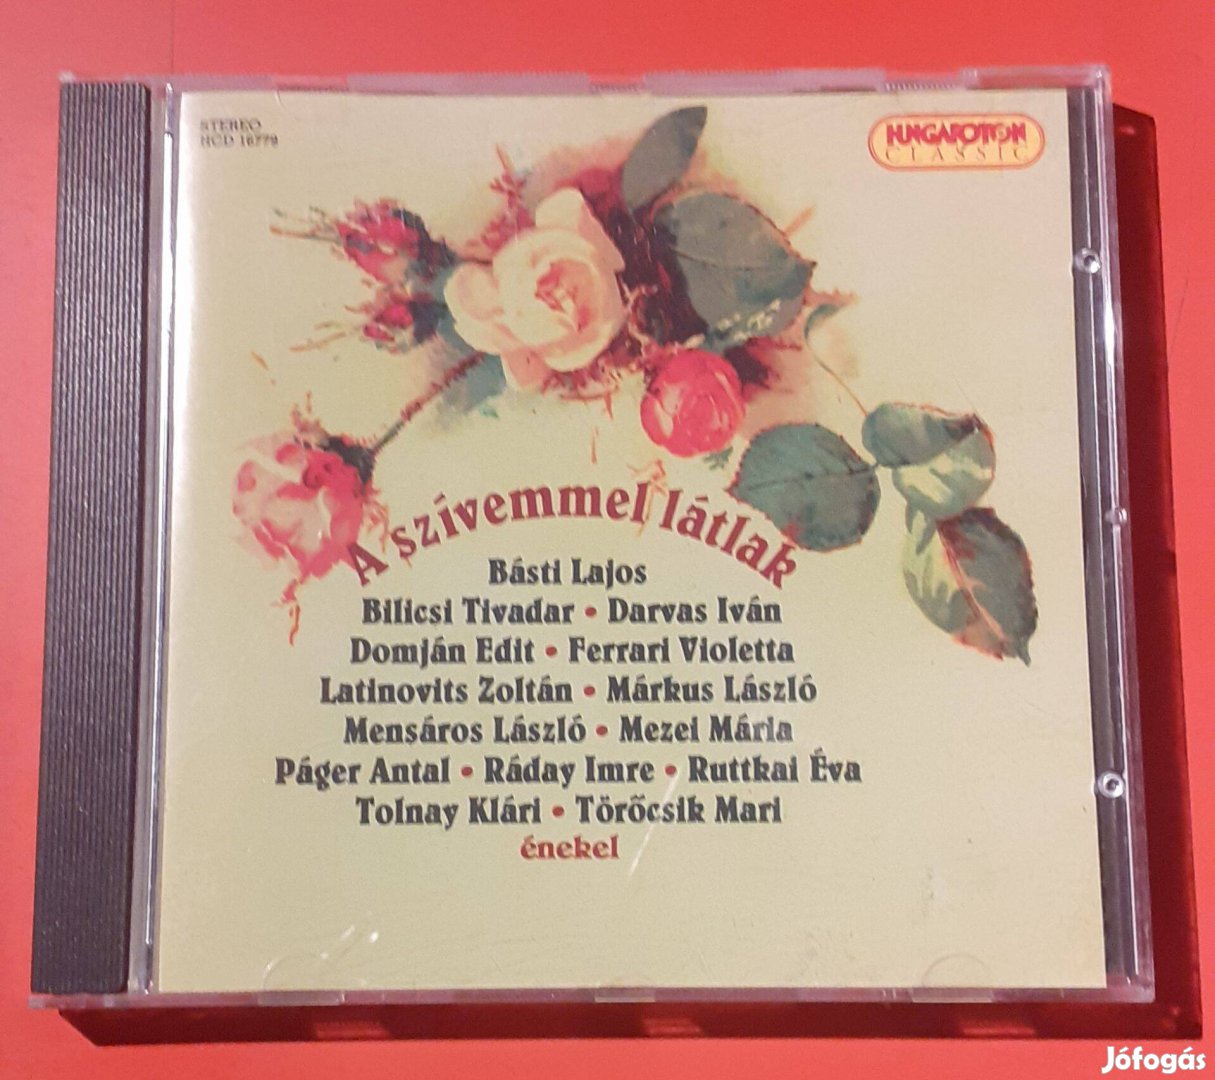 STEREO
HCD 16779
HUNGAROTON
CLASSIC
A szívemmel látlak
Básti Lajos
Bilicsi Tivadar • Darvas Iván
Domján Edit • Ferrari Violetta
Latinovits Zoltán • Márkus László
Mensáros László • Mezei Mária
Páger Antal • Ráday Imre • Ruttkai Éva
Tolnay Klári • Törőcsik Mari
énekel
Jófogás